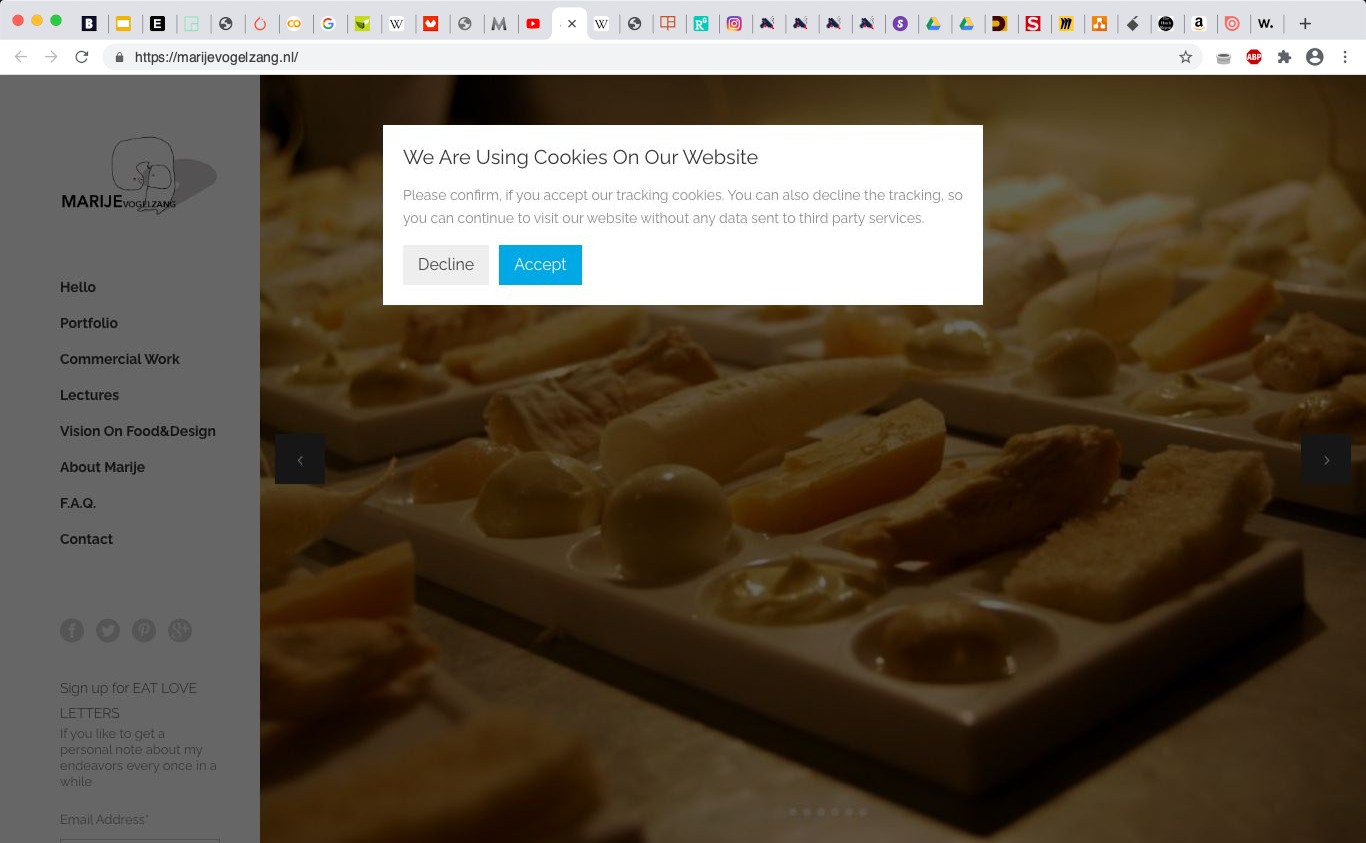 https://marijevogelzang.nl/
ABP
MARIJEVOGELZANG
Hello
Portfolio
Commercial Work
Lectures
Vision On Food&Design
About Marije
F.A.Q.
Contact
Sign up for EAT LOVE
LETTERS
If you like to get a
personal note about my
endeavors every once in a
while
Email Address*
We Are Using Cookies On Our Website
Please confirm, if you accept our tracking cookies. You can also decline the tracking, so
you can continue to visit our website without any data sent to third party services.
Decline
Accept